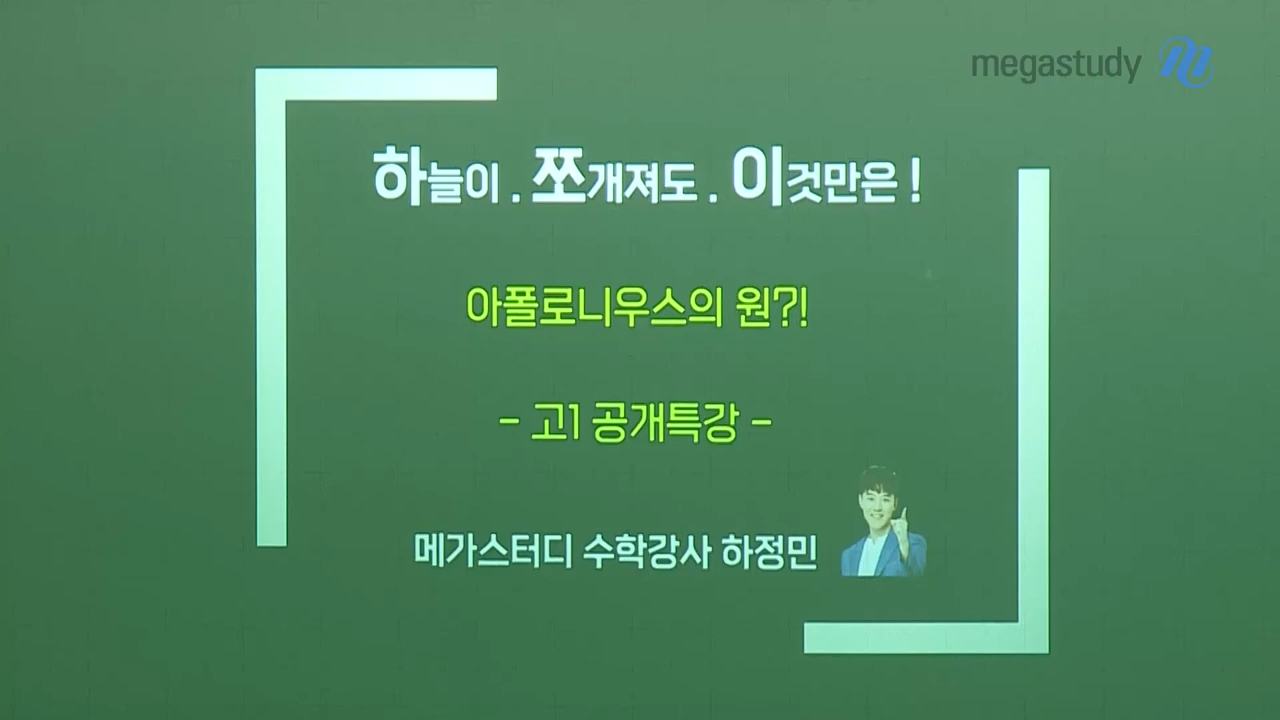 megastudy
하늘이 . 쪼개져도 . 이것만은 !
아폴로니우스의 원?!
- 고1 공개특강 -
메가스터디 수학강사 하정민